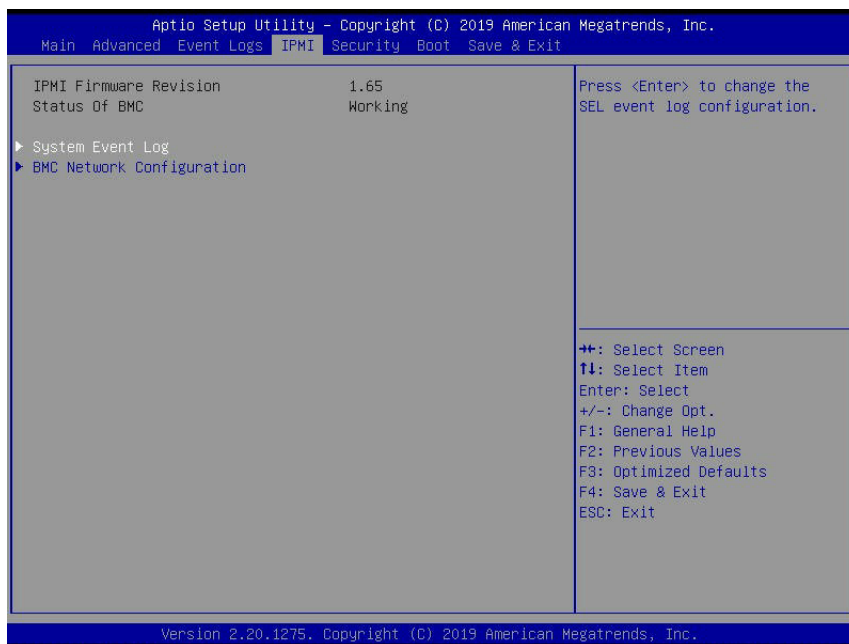 Aptio Setup Utility – Copyright (C) 2019 American Megatrends, Inc.
Main Advanced Event Logs IPMI Security Boot Save & Exit
IPMI Firmware Revision 1.65
Status Of BMC Working
System Event Log
BMC Network Configuration
Press <Enter> to change the
SEL event log configuration.
→←: Select Screen
↑↓: Select Item
Enter: Select
+/-: Change Opt.
F1: General Help
F2: Previous Values
F3: Optimized Defaults
F4: Save & Exit
ESC: Exit
Version 2.20.1275. Copyright (C) 2019 American Megatrends, Inc.